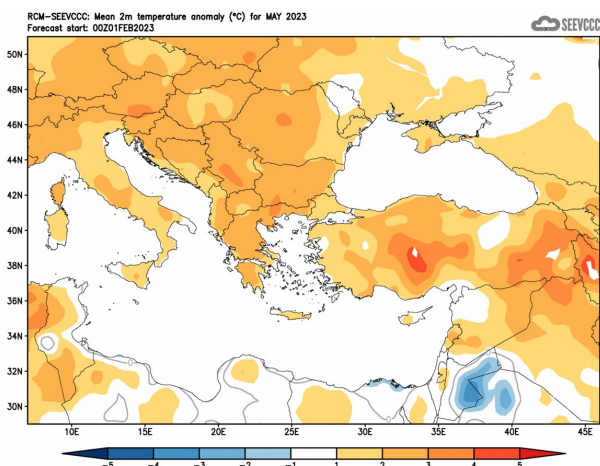 RCM-SEEVCCC: Mean 2m temperature anomaly (°C) for MAY 2023
Forecast start: 00Z01FEB2023
SEEVCCC
50N
48N
46N
44N
42N
40N
38N
36N
34N
32N
30N
10E 15E 20E 25E 30E 35E 40E 45E
-5 -4 -3 -2 -1 1 2 3 4 5